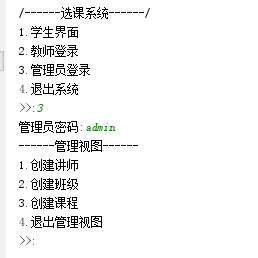 /------选课系统------/
1.学生界面
2.教师登录
3.管理员登录
4.退出系统
>>:3
管理员密码:admin
------管理视图------
1.创建讲师
2.创建班级
3.创建课程
4.退出管理视图
>>: